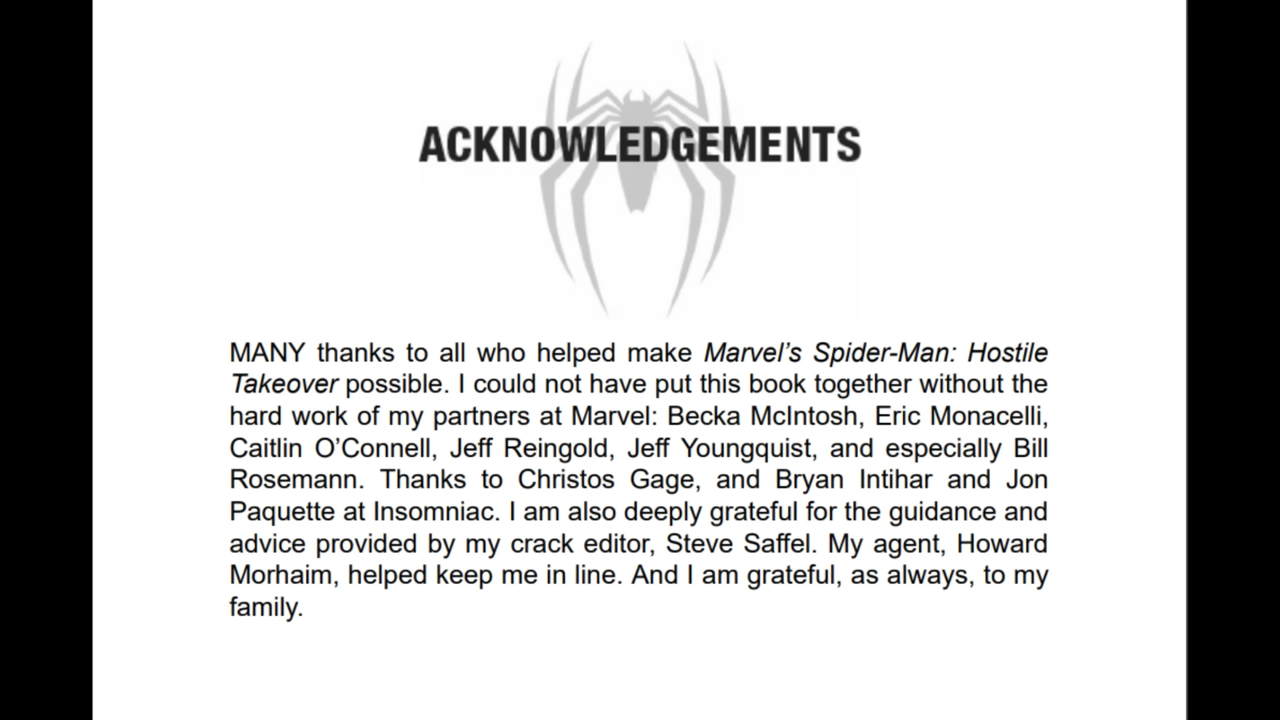 ACKNOWLEDGEMENTS
MANY thanks to all who helped make Marvel’s Spider-Man: Hostile
Takeover possible. I could not have put this book together without the
hard work of my partners at Marvel: Becka McIntosh, Eric Monacelli,
Caitlin O’Connell, Jeff Reingold, Jeff Youngquist, and especially Bill
Rosemann. Thanks to Christos Gage, and Bryan Intihar and Jon
Paquette at Insomniac. I am also deeply grateful for the guidance and
advice provided by my crack editor, Steve Saffel. My agent, Howard
Morhaim, helped keep me in line. And I am grateful, as always, to my
family.